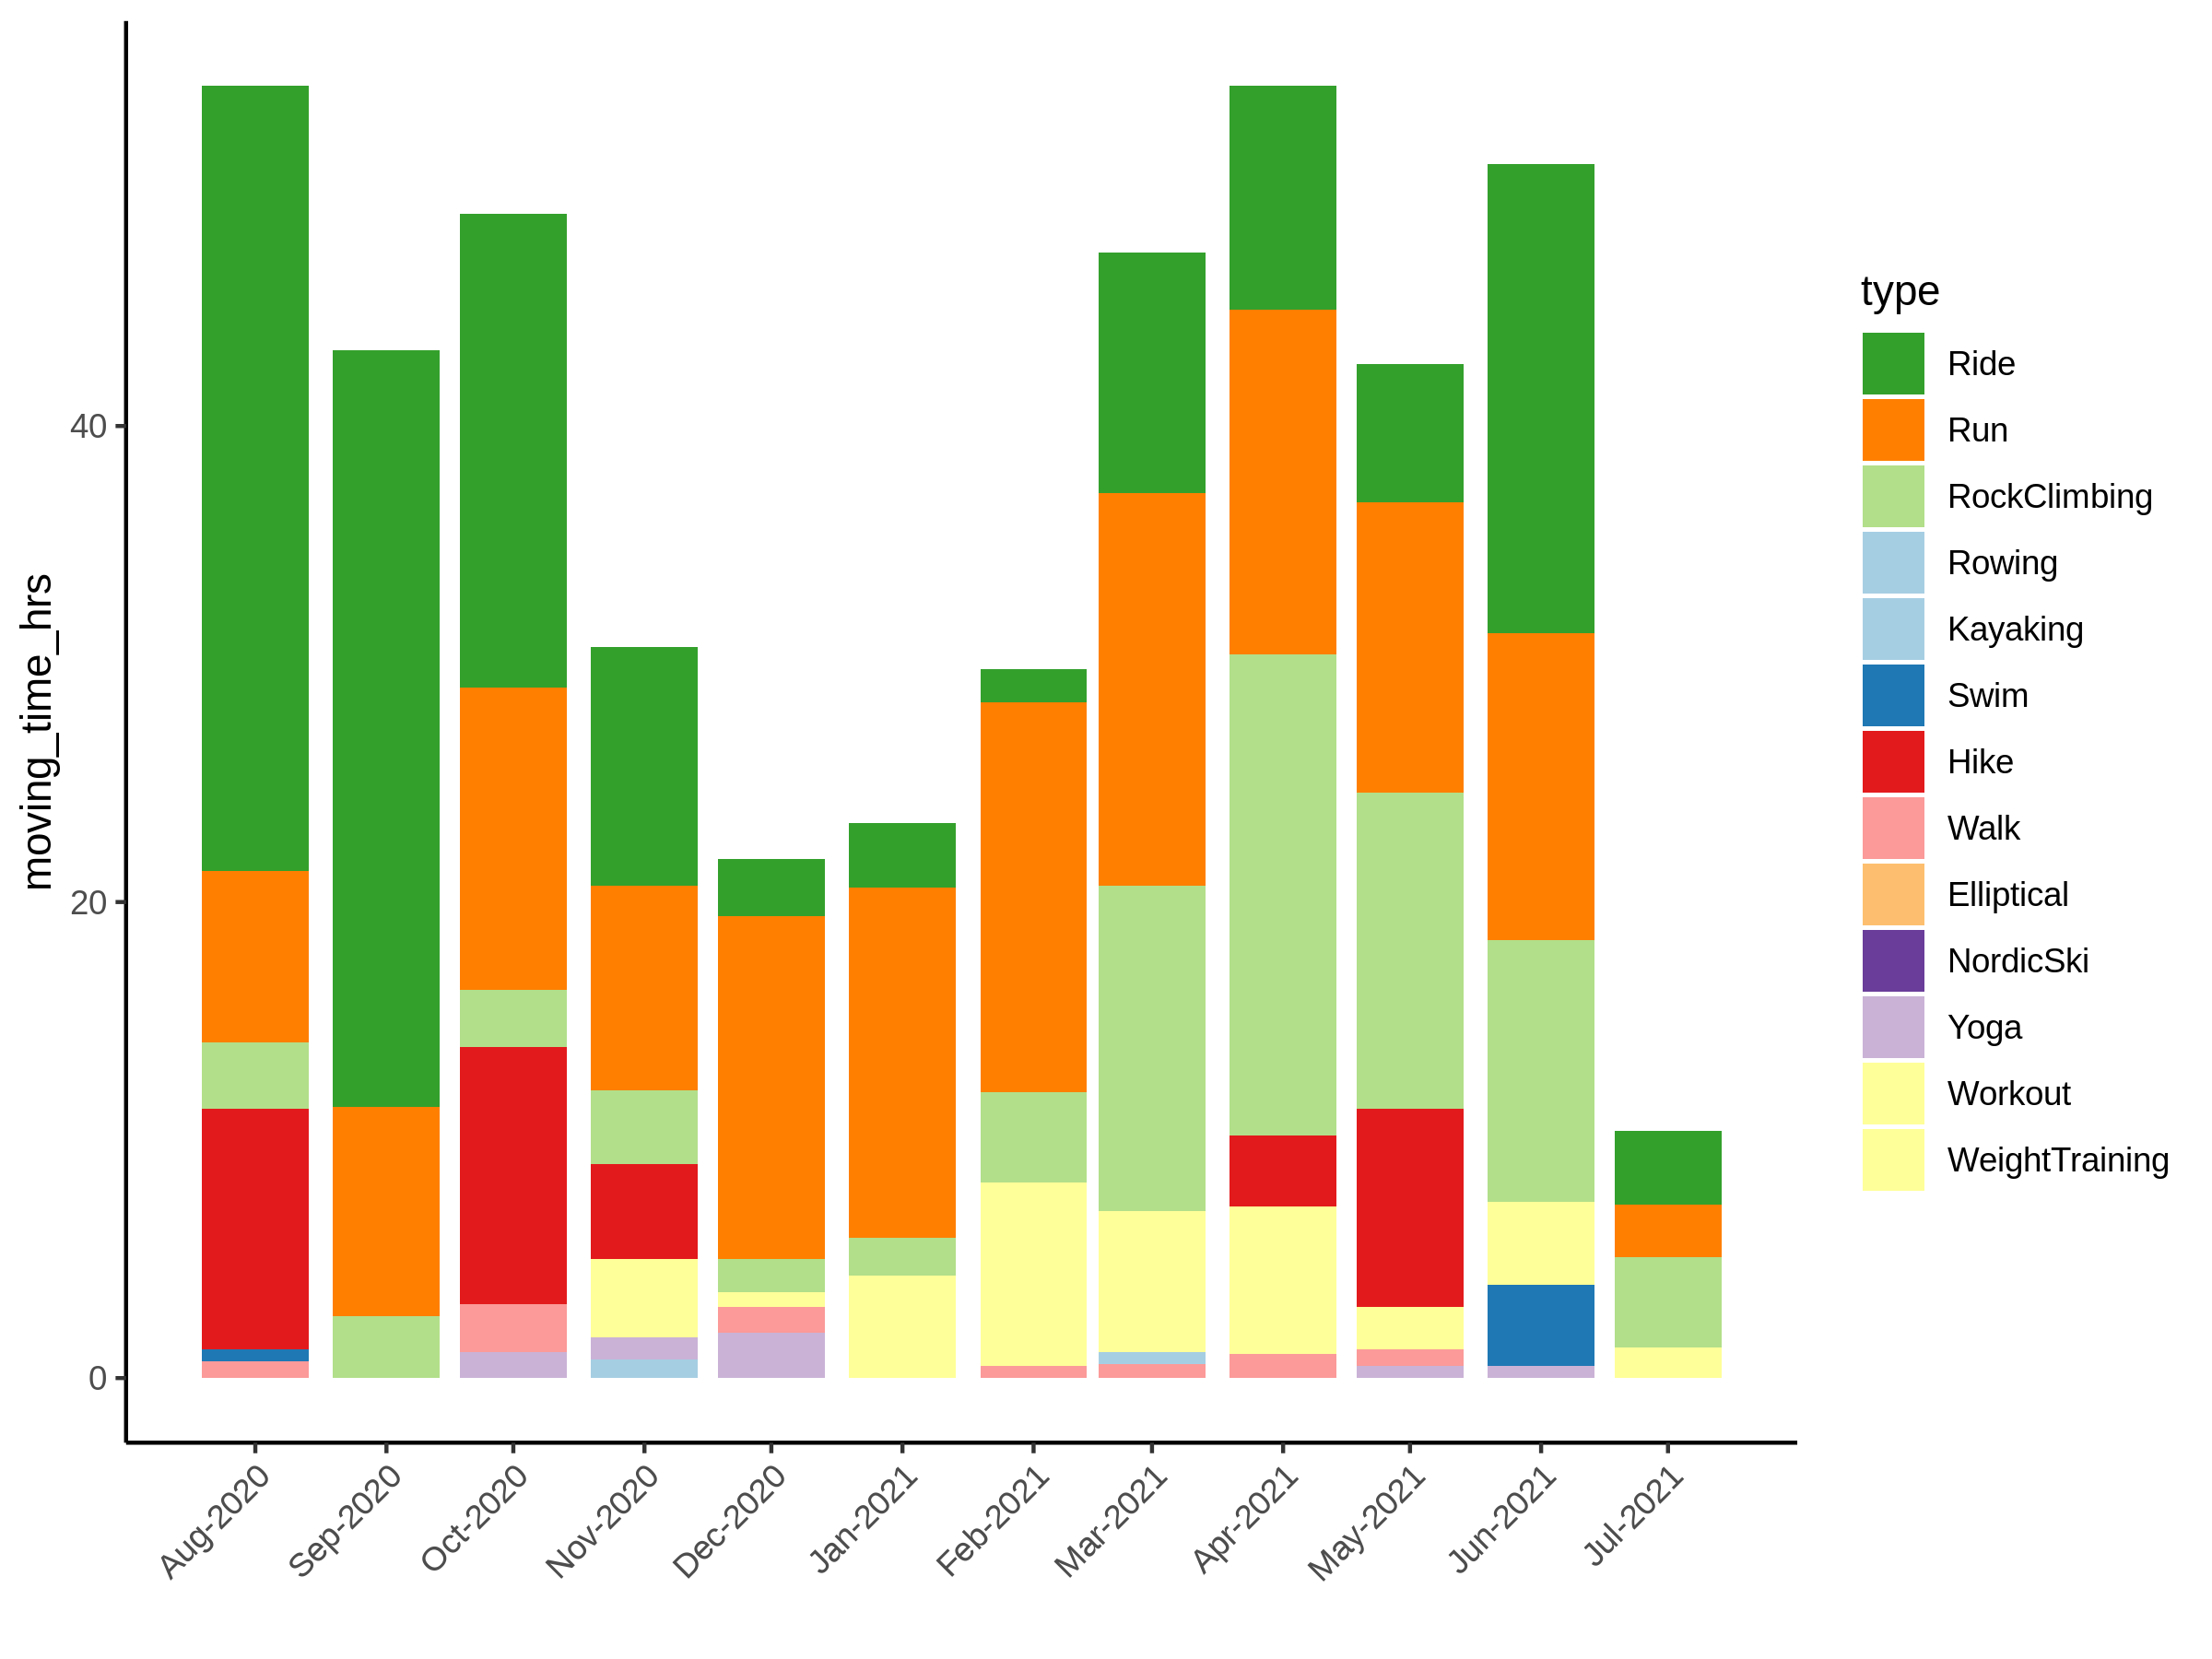 moving_time_hrs
40
20
0
Aug-2020
Sep-2020
Oct-2020
Nov-2020
Dec-2020
Jan-2021
Feb-2021
Mar-2021
Apr-2021
May-2021
Jun-2021
Jul-2021
type
Ride
Run
RockClimbing
Rowing
Kayaking
Swim
Hike
Walk
Elliptical
NordicSki
Yoga
Workout
WeightTraining